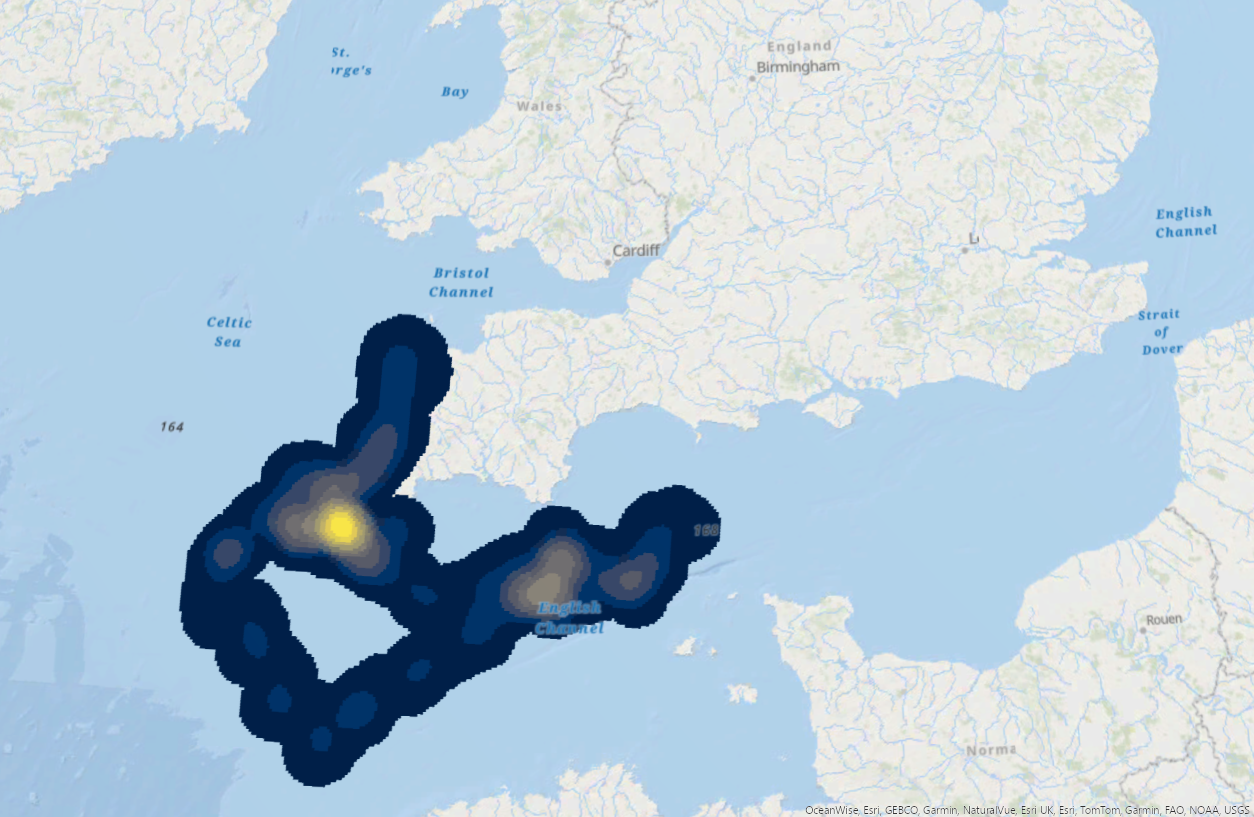 England
Birmingham
St.
rge's
Bay
Wales
English
Channel
L
Cardiff
Bristol
Channel
Celtic
Sea
Strait
of
Dover
164
168
English
Channel
Rouen
Norma
OceanWise, Esri, GEBCO, Garmin, NaturalVue, Esri UK, Esri, TomTom, Garmin, FAO, NOAA, USGS